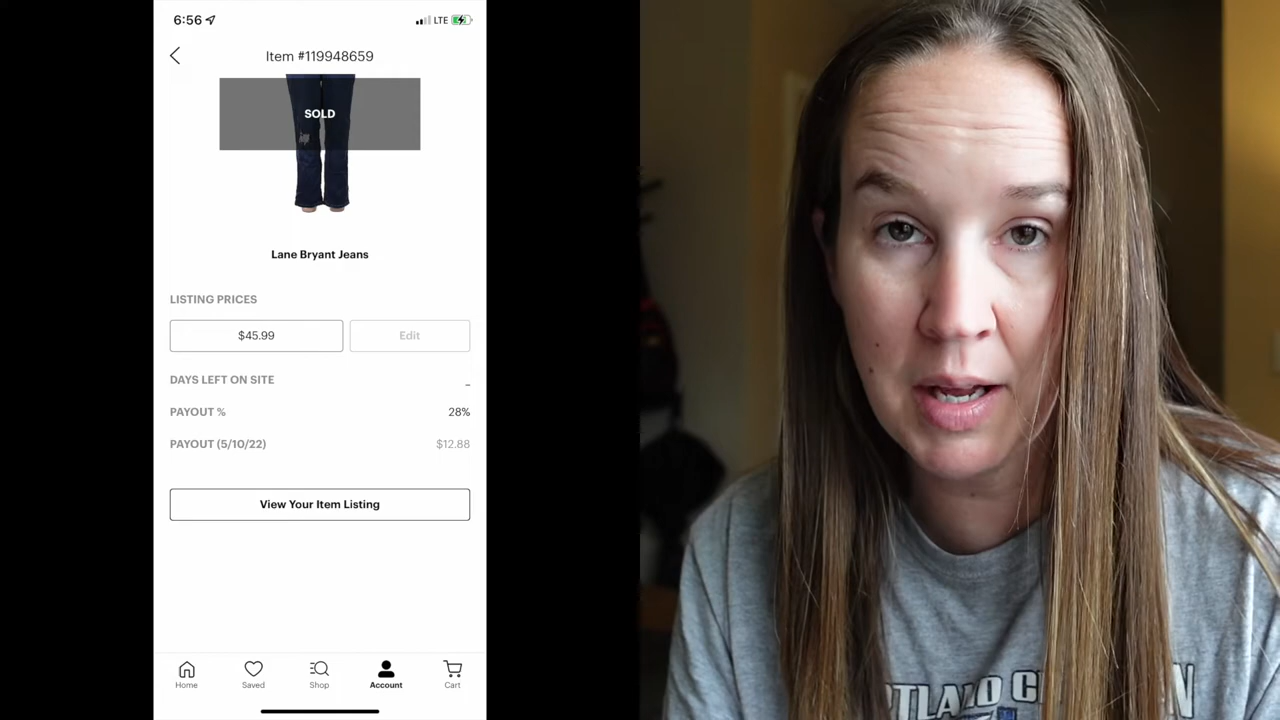 6:56
LTE
Item #119948659
SOLD
Lane Bryant Jeans
LISTING PRICES
$45.99
Edit
DAYS LEFT ON SITE
_
PAYOUT %
28%
PAYOUT (5/10/22)
$12.88
View Your Item Listing
Home
Saved
Shop
Account
Cart